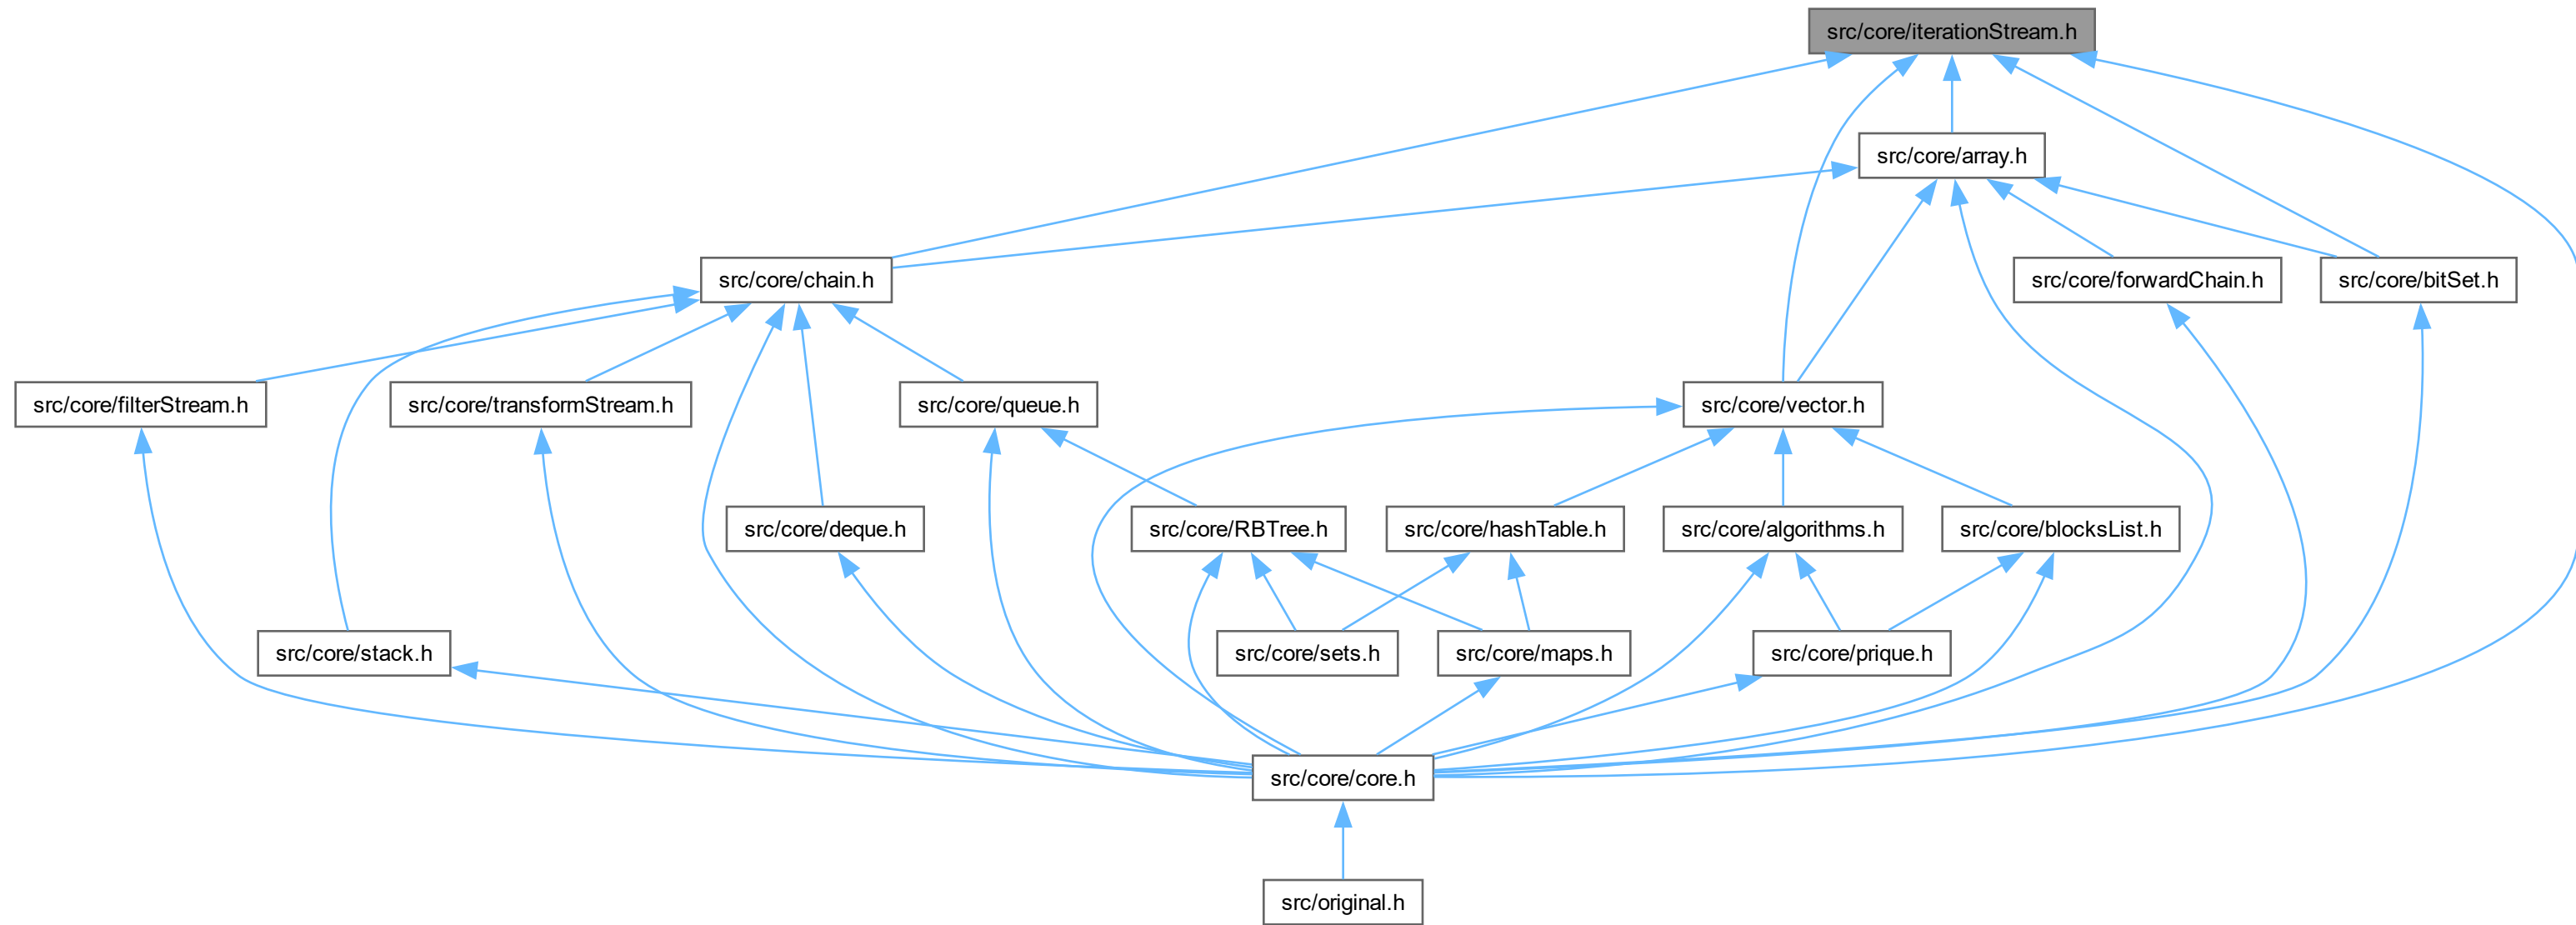 src/core/iterationStream.h
src/core/array.h
src/core/chain.h
src/core/forwardChain.h
src/core/bitSet.h
src/core/filterStream.h
src/core/transformStream.h
src/core/queue.h
src/core/vector.h
src/core/deque.h
src/core/RBTree.h
src/core/hashTable.h
src/core/algorithms.h
src/core/blocksList.h
src/core/stack.h
src/core/sets.h
src/core/maps.h
src/core/prique.h
src/core/core.h
src/original.h